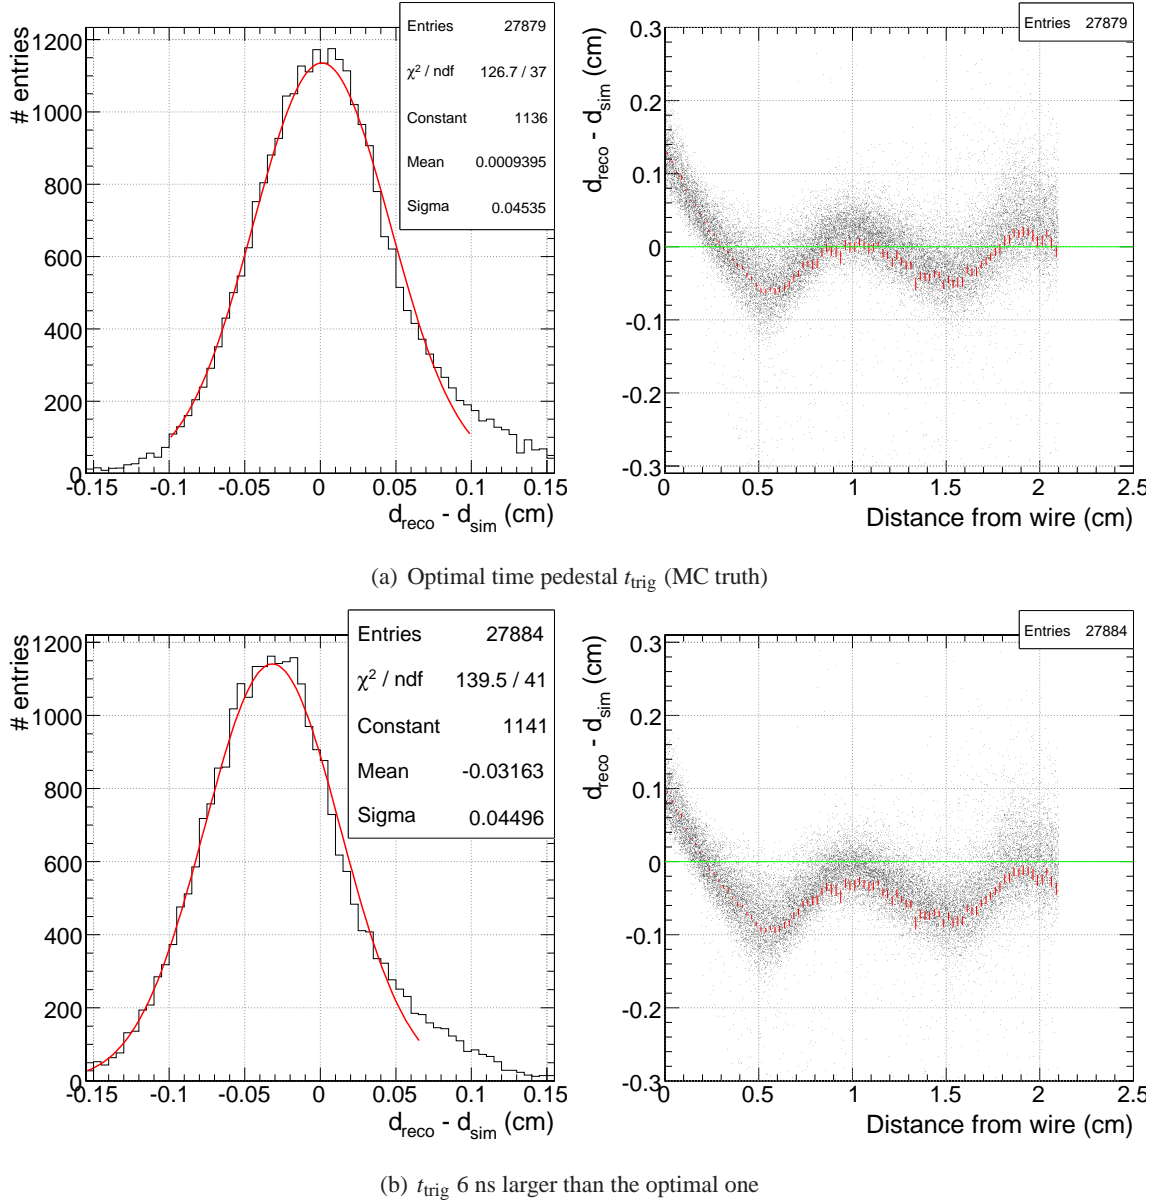 Entries 27879
χ² / ndf 126.7 / 37
Constant 1136
Mean 0.0009395
Sigma 0.04535
# entries
1200
1000
800
600
400
200
0
-0.15 -0.1 -0.05 0 0.05 0.1 0.15
d_reco - d_sim (cm)
Entries 27879
d_reco - d_sim (cm)
0.3
0.2
0.1
0
-0.1
-0.2
-0.3
0 0.5 1 1.5 2 2.5
Distance from wire (cm)
(a) Optimal time pedestal t_trig (MC truth)
Entries 27884
χ² / ndf 139.5 / 41
Constant 1141
Mean -0.03163
Sigma 0.04496
# entries
1200
1000
800
600
400
200
0
-0.15 -0.1 -0.05 0 0.05 0.1 0.15
d_reco - d_sim (cm)
Entries 27884
d_reco - d_sim (cm)
0.3
0.2
0.1
0
-0.1
-0.2
-0.3
0 0.5 1 1.5 2 2.5
Distance from wire (cm)
(b) t_trig 6 ns larger than the optimal one